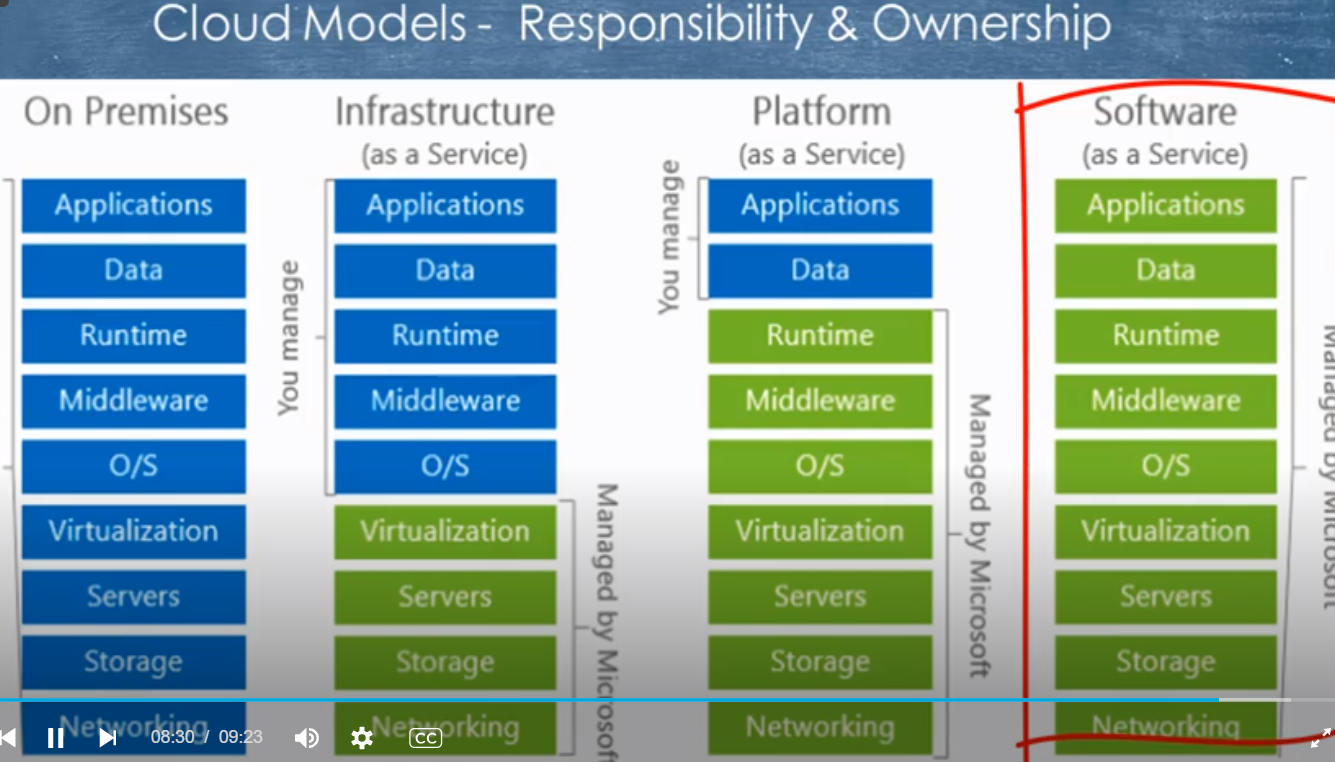 Cloud Models - Responsibility & Ownership
On Premises
Applications
Data
Runtime
Middleware
O/S
Virtualization
Servers
Storage
Networking
Infrastructure
(as a Service)
You manage
Applications
Data
Runtime
Middleware
O/S
Virtualization
Servers
Storage
Networking
Managed by Microsoft
Platform
(as a Service)
You manage
Applications
Data
Runtime
Middleware
O/S
Virtualization
Servers
Storage
Networking
Managed by Microsoft
Software
(as a Service)
Applications
Data
Runtime
Middleware
O/S
Virtualization
Servers
Storage
Networking
Managed by Microsoft
08:30 / 09:23
CC